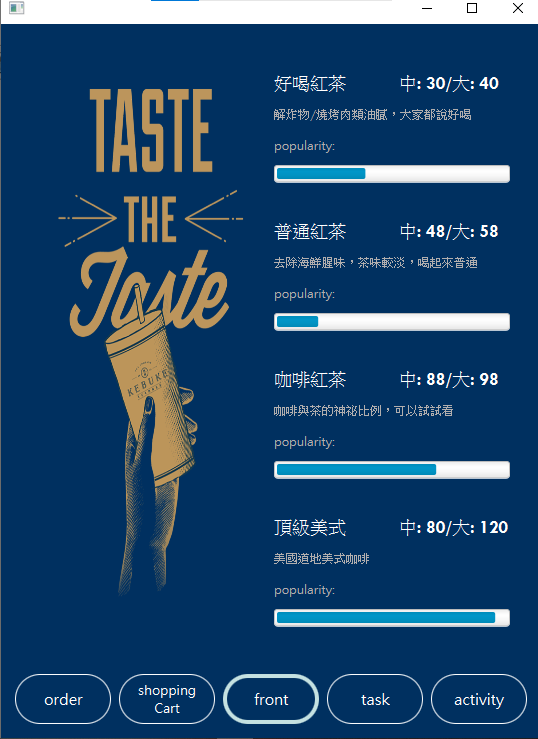 TASTE
THE
Taste
KEBUKE
好喝紅茶 中: 30/大: 40
解炸物/燒烤肉類油膩，大家都說好喝
popularity:
普通紅茶 中: 48/大: 58
去除海鮮腥味，茶味較淡，喝起來普通
popularity:
咖啡紅茶 中: 88/大: 98
咖啡與茶的神祕比例，可以試試看
popularity:
頂級美式 中: 80/大: 120
美國道地美式咖啡
popularity:
order
shopping
Cart
front
task
activity